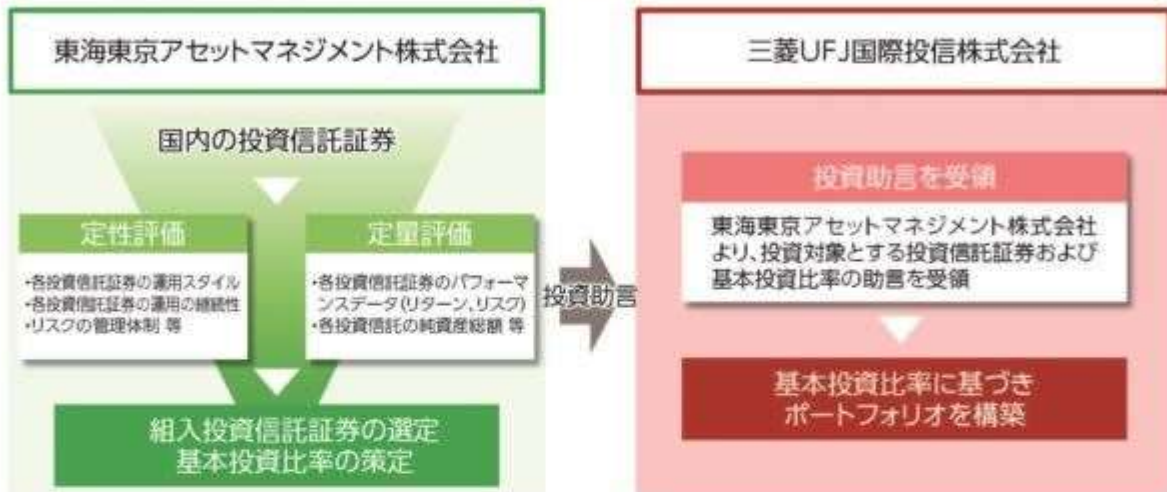 東海東京アセットマネジメント株式会社
国内の投資信託証券
定性評価
・各投資信託証券の運用スタイル
・各投資信託証券の運用の継続性
・リスクの管理体制 等
定量評価
・各投資信託証券のパフォーマ
ンスデータ(リターン、リスク)
・各投資信託の純資産総額 等
組入投資信託証券の選定
基本投資比率の策定
投資助言
三菱UFJ国際投信株式会社
投資助言を受領
東海東京アセットマネジメント株式会社
より、投資対象とする投資信託証券および
基本投資比率の助言を受領
基本投資比率に基づき
ポートフォリオを構築